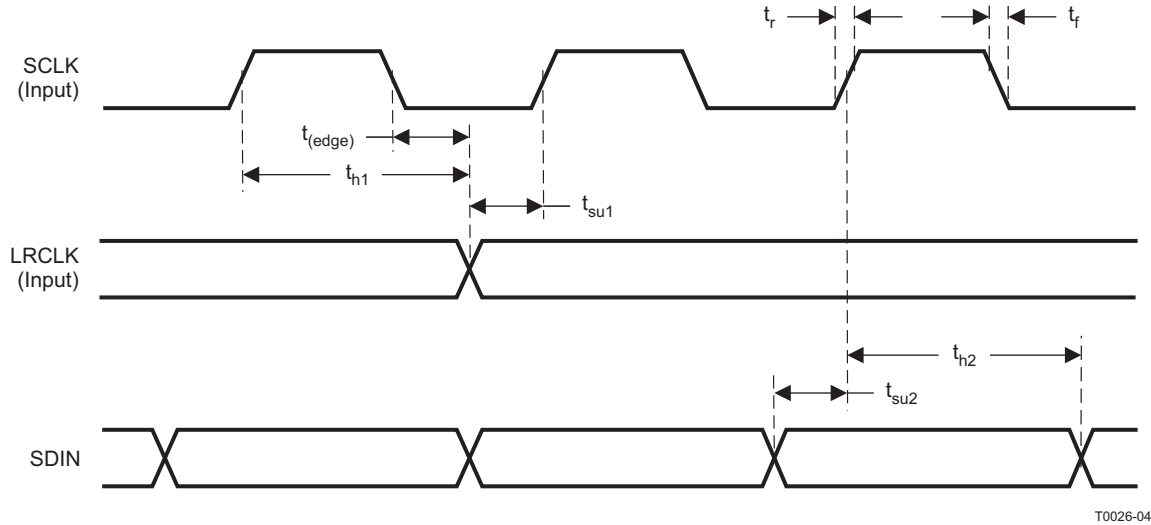 t_r
t_f
SCLK
(Input)
t_(edge)
t_h1
t_su1
LRCLK
(Input)
t_h2
t_su2
SDIN
T0026-04